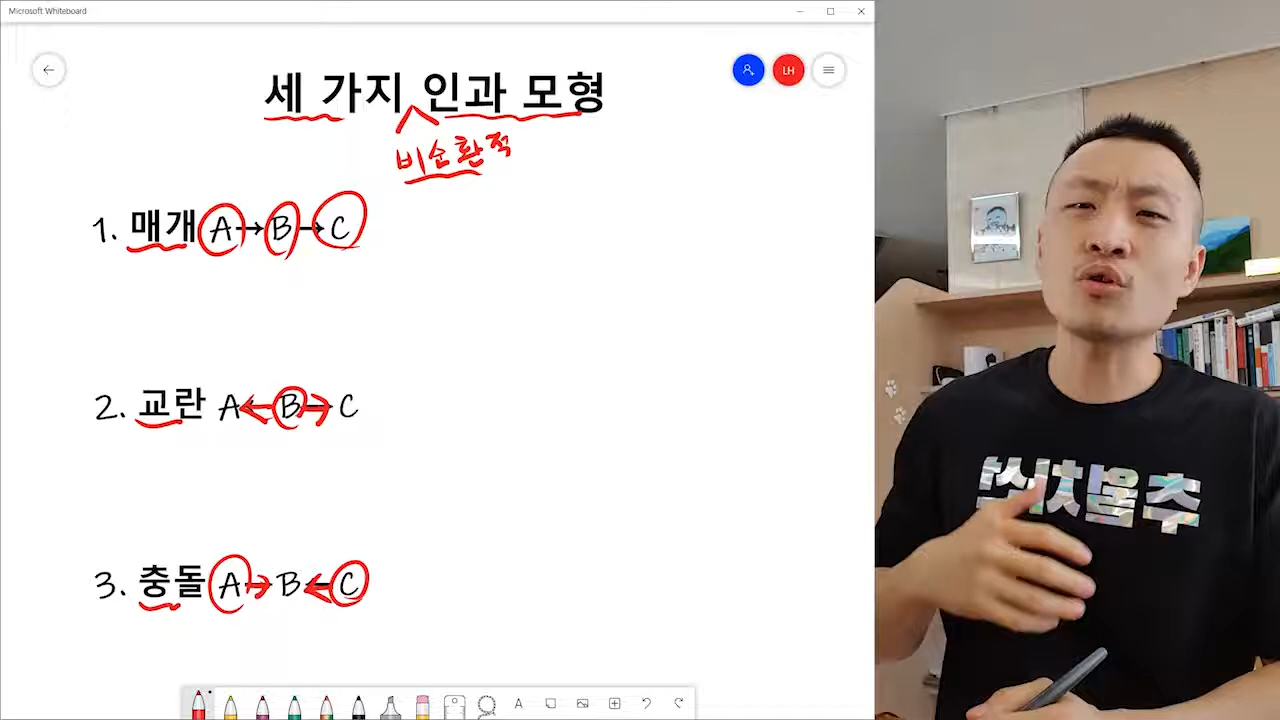 Microsoft Whiteboard
LH
세 가지 인과 모형
비순환적
1. 매개 A→B→C
2. 교란 A←B→C
3. 충돌 A→B←C
A